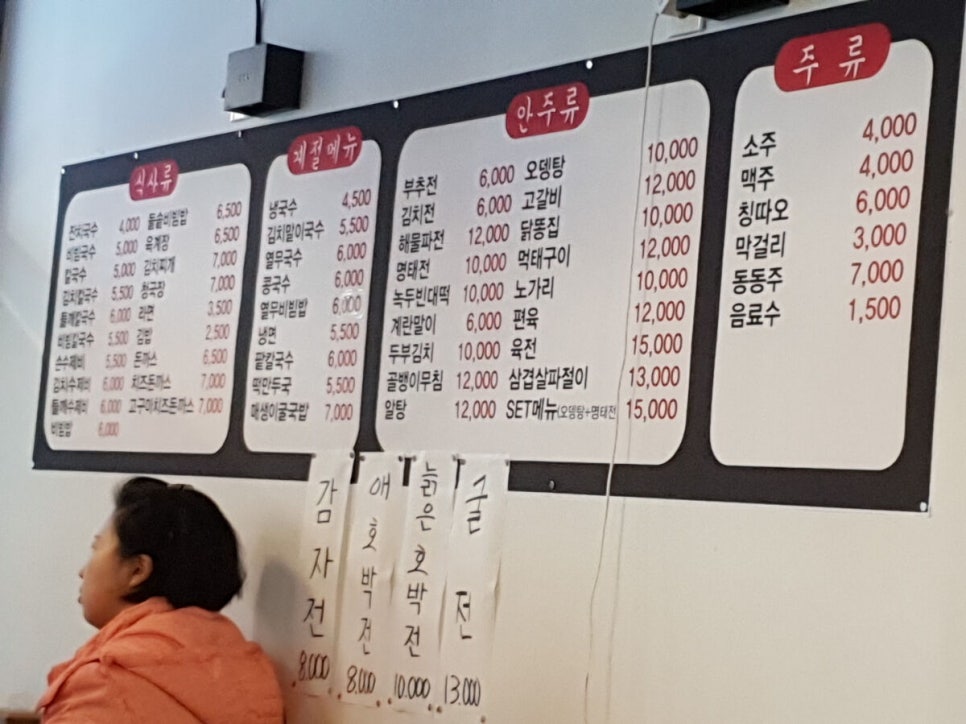 식사류
잔치국수 4,000 돌솥비빔밥 6,500
비빔국수 5,000 육계장 6,500
칼국수 5,000 김치찌개 7,000
김치칼국수 5,500 청국장 7,000
들깨칼국수 6,000 라면 3,500
비빔칼국수 5,500 김밥 2,500
손수제비 5,500 돈까스 6,500
김치수제비 6,000 치즈돈까스 7,000
들깨수제비 6,000 고구마치즈돈까스 7,000
비빔밥 6,000
계절메뉴
냉국수 4,500
김치말이국수 5,500
열무국수 6,000
콩국수 6,000
열무비빔밥 6,000
냉면 5,500
팥칼국수 6,000
떡만두국 5,500
매생이굴국밥 7,000
안주류
부추전 6,000 오뎅탕 10,000
김치전 6,000 고갈비 12,000
해물파전 12,000 닭똥집 10,000
명태전 10,000 먹태구이 12,000
녹두빈대떡 10,000 노가리 10,000
계란말이 6,000 편육 12,000
두부김치 10,000 육전 15,000
골뱅이무침 12,000 삼겹살파절이 13,000
알탕 12,000 SET메뉴(오뎅탕+명태전 15,000
주류
소주 4,000
맥주 4,000
칭따오 6,000
막걸리 3,000
동동주 7,000
음료수 1,500
감자전 8.000
애호박전 8.000
늙은호박전 10.000
굴전 13.000